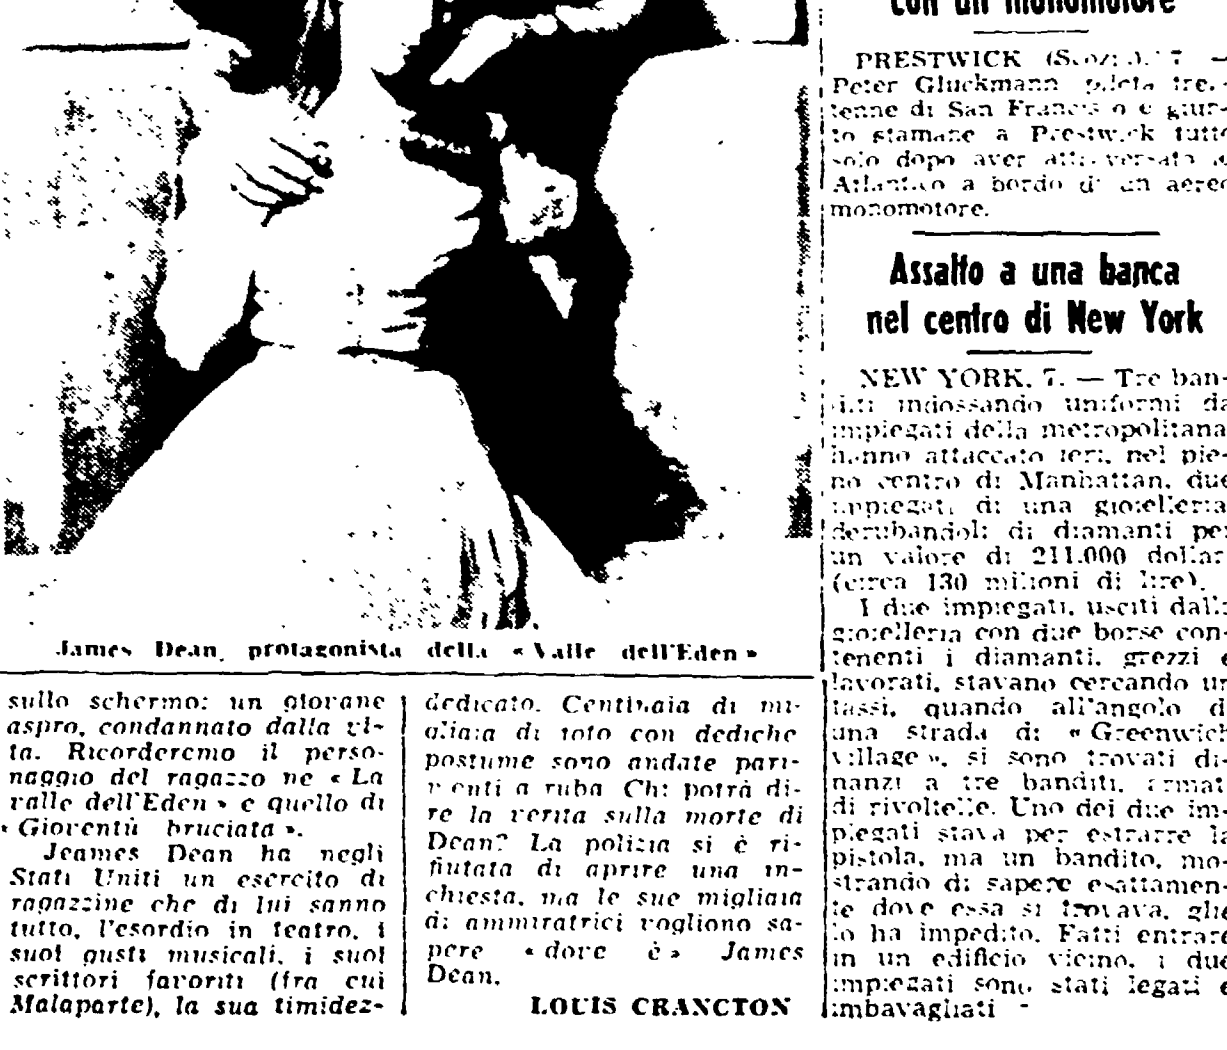 James Dean, protagonista della « Valle dell'Eden »
sullo schermo: un giovane
aspro, condannato dalla vi-
ta. Ricorderemo il perso-
naggio del ragazzo ne « La
valle dell'Eden » e quello di
« Gioventù bruciata ».
Jeames Dean ha negli
Stati Uniti un esercito di
ragazzine che di lui sanno
tutto, l'esordio in teatro, i
suoi gusti musicali, i suoi
scrittori favoriti (fra cui
Malaparte), la sua timidez-
dedicato. Centinaia di mi-
gliaia di foto con dediche
postume sono andate pari-
menti a ruba Chi potrà di-
re la verità sulla morte di
Dean? La polizia si è ri-
fiutata di aprire una in-
chiesta, ma le sue migliaia
di ammiratrici vogliono sa-
pere « dove è » James
Dean.
LOUIS CRANCTON
con un monomotore
PRESTWICK (Scozia) 7 —
Peter Gluckmann pilota tren-
tenne di San Francisco è giun-
to stamane a Prestwick tutto
solo dopo aver attraversato lo
Atlantico a bordo di un aereo
monomotore.
Assalto a una banca
nel centro di New York
NEW YORK, 7. — Tre ban-
diti indossando uniformi da
impiegati della metropolitana
hanno attaccato ieri, nel pie-
no centro di Manhattan, due
impiegati di una gioielleria
derubandoli di diamanti per
un valore di 211.000 dollari
(circa 130 milioni di lire).
I due impiegati, usciti dalla
gioielleria con due borse con-
tenenti i diamanti, grezzi e
lavorati, stavano cercando un
tassì, quando all'angolo di
una strada di « Greenwich
village », si sono trovati di-
nanzi a tre banditi, armati
di rivoltelle. Uno dei due im-
piegati stava per estrarre la
pistola, ma un bandito, mo-
strando di sapere esattamen-
te dove essa si trovava, glie
lo ha impedito. Fatti entrare
in un edificio vicino, i due
impiegati sono stati legati e
imbavagliati